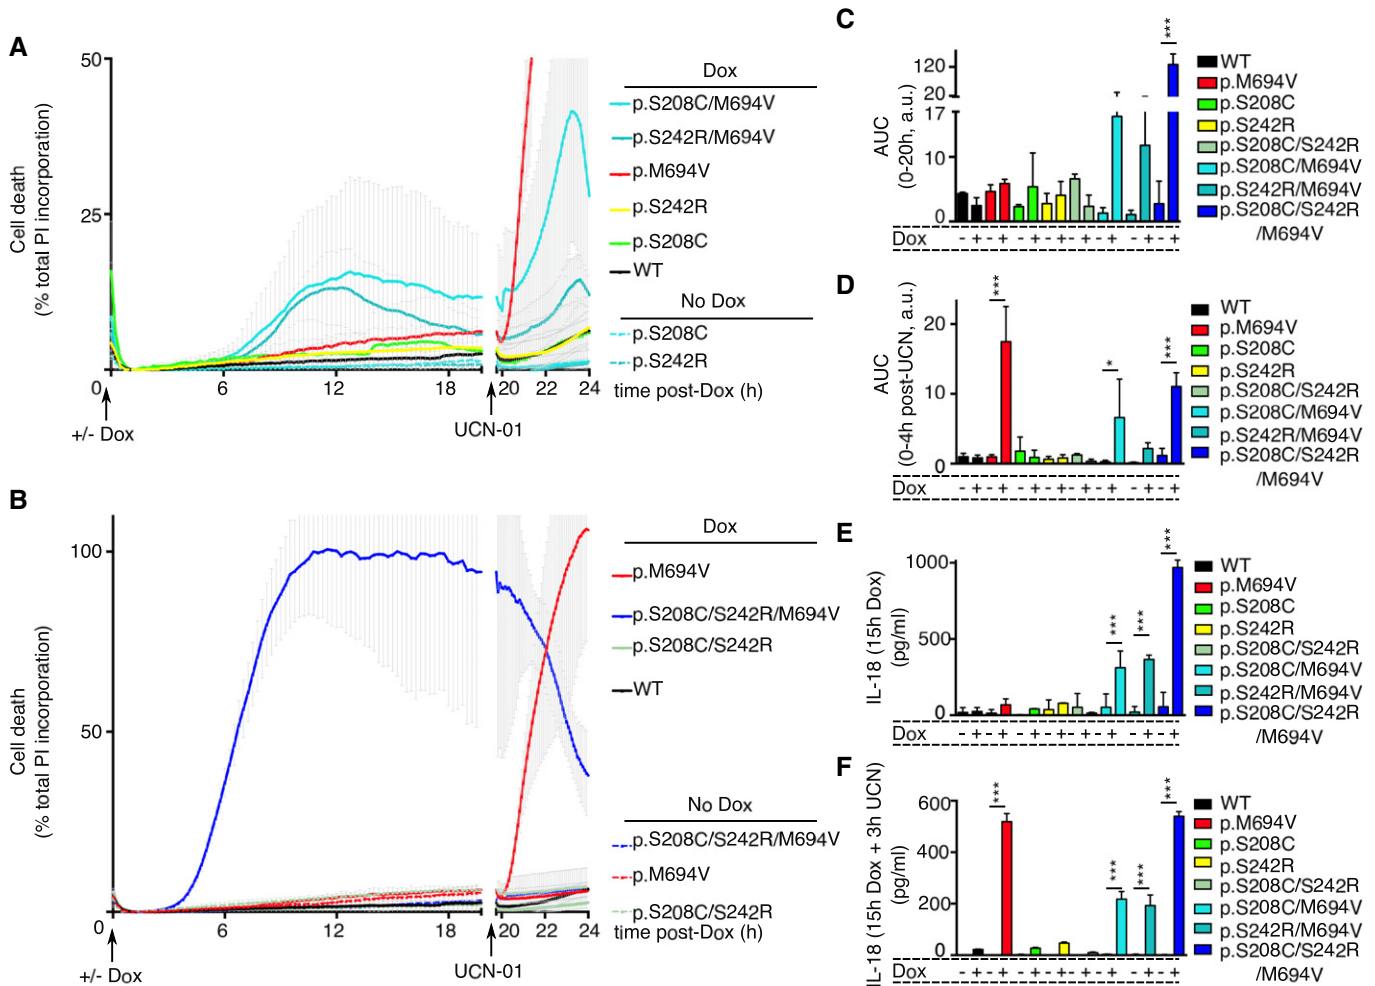 A
Cell death
(% total PI incorporation)
50
25
0
6
12
18
20
22
24
time post-Dox (h)
+/- Dox
UCN-01
Dox
p.S208C/M694V
p.S242R/M694V
p.M694V
p.S242R
p.S208C
WT
No Dox
p.S208C
p.S242R
B
Cell death
(% total PI incorporation)
100
50
0
6
12
18
20
22
24
time post-Dox (h)
+/- Dox
UCN-01
Dox
p.M694V
p.S208C/S242R/M694V
p.S208C/S242R
WT
No Dox
p.S208C/S242R/M694V
p.M694V
p.S208C/S242R
C
AUC
(0-20h, a.u.)
120
20
17
10
0
***
Dox - + - + - + - + - + - + - + - +
WT
p.M694V
p.S208C
p.S242R
p.S208C/S242R
p.S208C/M694V
p.S242R/M694V
p.S208C/S242R
/M694V
D
AUC
(0-4h post-UCN, a.u.)
20
10
0
*** * ***
Dox - + - + - + - + - + - + - + - +
WT
p.M694V
p.S208C
p.S242R
p.S208C/S242R
p.S208C/M694V
p.S242R/M694V
p.S208C/S242R
/M694V
E
IL-18 (15h Dox)
(pg/ml)
1000
500
0
*** *** ***
Dox - + - + - + - + - + - + - + - +
WT
p.M694V
p.S208C
p.S242R
p.S208C/S242R
p.S208C/M694V
p.S242R/M694V
p.S208C/S242R
/M694V
F
IL-18 (15h Dox + 3h UCN)
(pg/ml)
600
400
200
0
*** *** *** ***
Dox - + - + - + - + - + - + - + - +
WT
p.M694V
p.S208C
p.S242R
p.S208C/S242R
p.S208C/M694V
p.S242R/M694V
p.S208C/S242R
/M694V